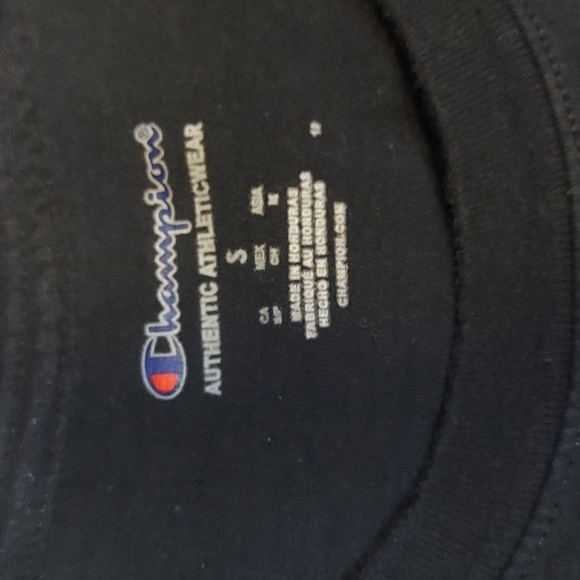 Champion®
AUTHENTIC ATHLETICWEAR
S
CA MEX ASIA
S/P CH M
MADE IN HONDURAS
FABRIQUÉ AU HONDURAS
HECHO EN HONDURAS
CHAMPION.COM